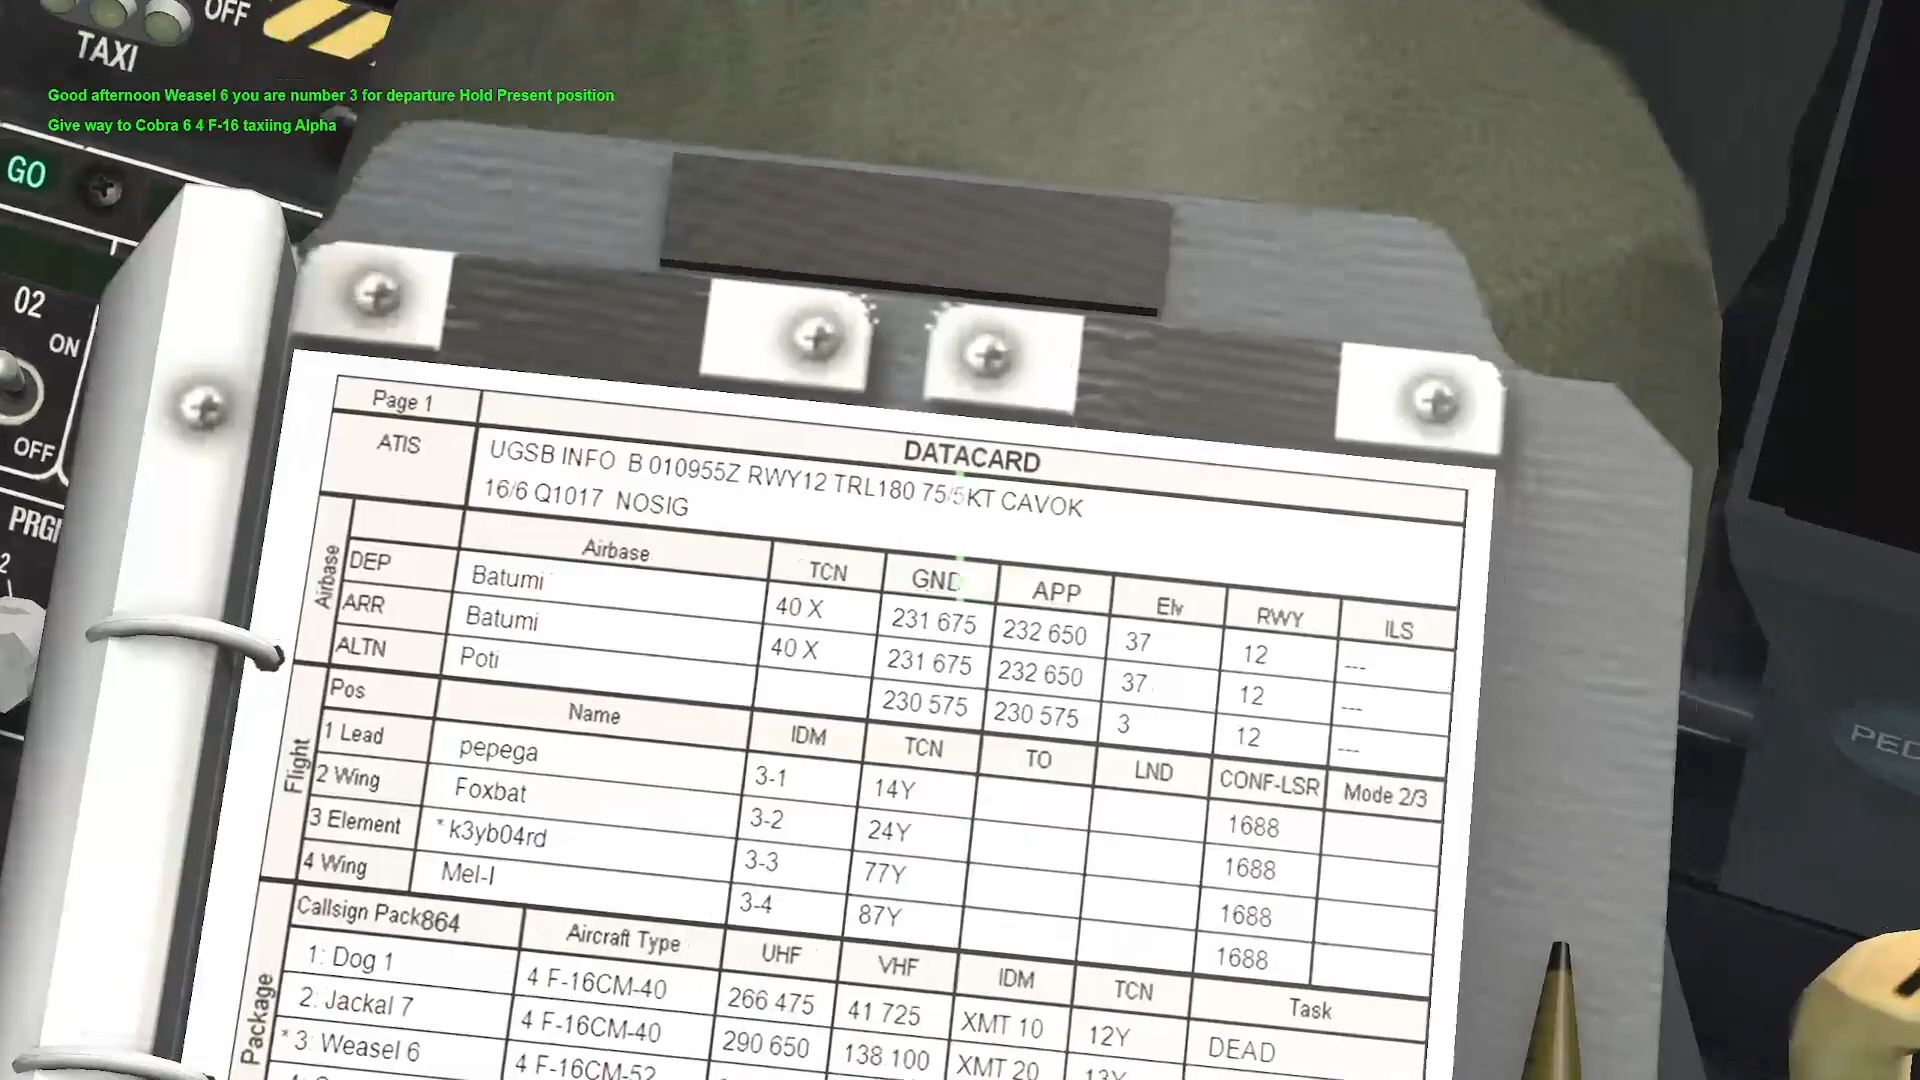 OFF
TAXI
Good afternoon Weasel 6 you are number 3 for departure Hold Present position
Give way to Cobra 6 4 F-16 taxiing Alpha
GO
02
ON
OFF
Page 1
DATACARD
ATIS
UGSB INFO B 010955Z RWY12 TRL180 75/5KT CAVOK
16/6 Q1017 NOSIG
Airbase
Airbase TCN GND APP Elv RWY ILS
DEP Batumi 40 X 231 675 232 650 37 12 ---
ARR Batumi 40 X 231 675 232 650 37 12 ---
ALTN Poti 230 575 230 575 3 12 ---
Flight
Pos Name IDM TCN TO LND CONF-LSR Mode 2/3
1 Lead pepega 3-1 14Y 1688
2 Wing Foxbat 3-2 24Y 1688
3 Element * k3yb04rd 3-3 77Y 1688
4 Wing Mel-I 3-4 87Y 1688
Package
Callsign Pack864 Aircraft Type UHF VHF IDM TCN Task
1: Dog 1 4 F-16CM-40 266 475 41 725 XMT 10 12Y DEAD
2: Jackal 7 4 F-16CM-40 290 650 138 100 XMT 20 13Y
* 3: Weasel 6 4 F-16CM-52